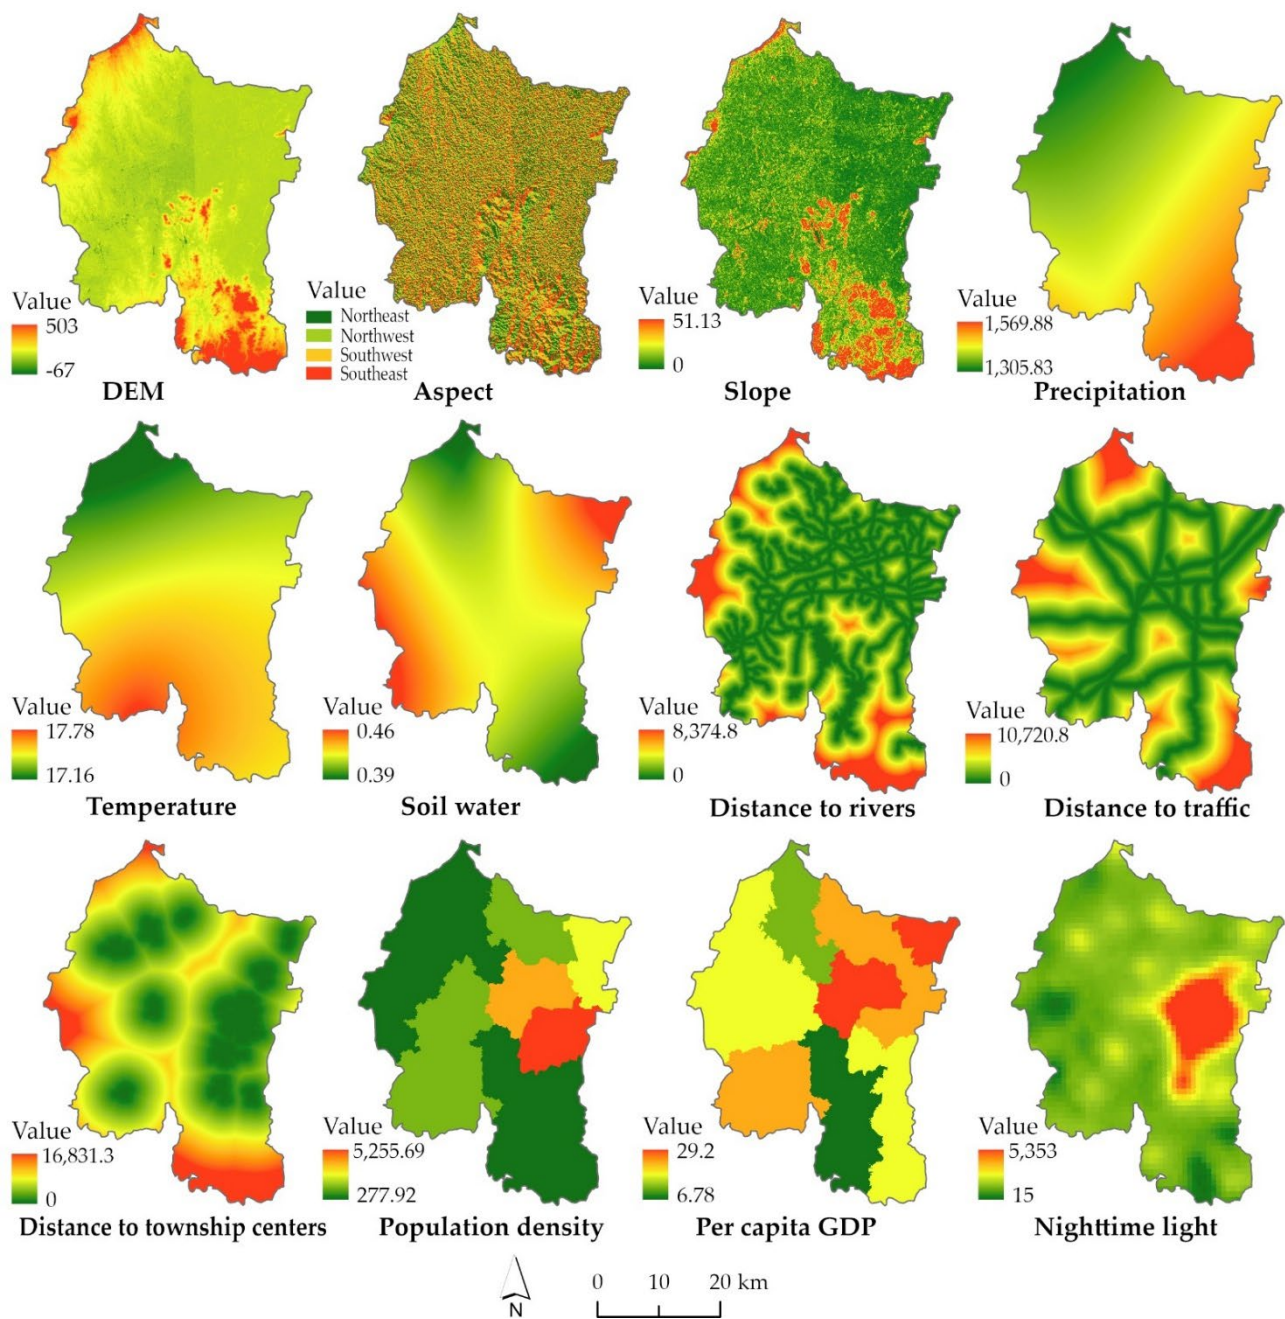 Value
503
-67
DEM
Value
Northeast
Northwest
Southwest
Southeast
Aspect
Value
51.13
0
Slope
Value
1,569.88
1,305.83
Precipitation
Value
17.78
17.16
Temperature
Value
0.46
0.39
Soil water
Value
8,374.8
0
Distance to rivers
Value
10,720.8
0
Distance to traffic
Value
16,831.3
0
Distance to township centers
Value
5,255.69
277.92
Population density
Value
29.2
6.78
Per capita GDP
Value
5,353
15
Nighttime light
N
0 10 20 km